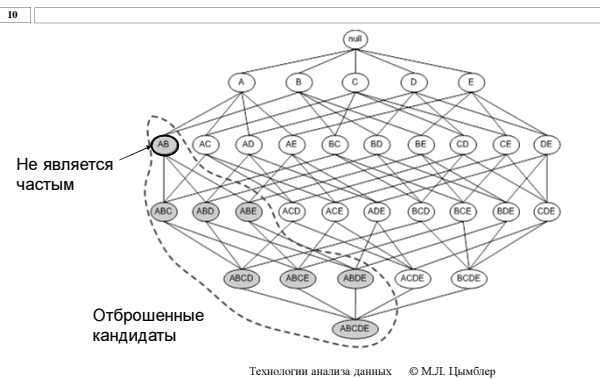 10
null
A B C D E
AB AC AD AE BC BD BE CD CE DE
Не является
частым
ABC ABD ABE ACD ACE ADE BCD BCE BDE CDE
ABCD ABCE ABDE ACDE BCDE
Отброшенные
кандидаты
ABCDE
Технологии анализа данных © М.Л. Цымблер